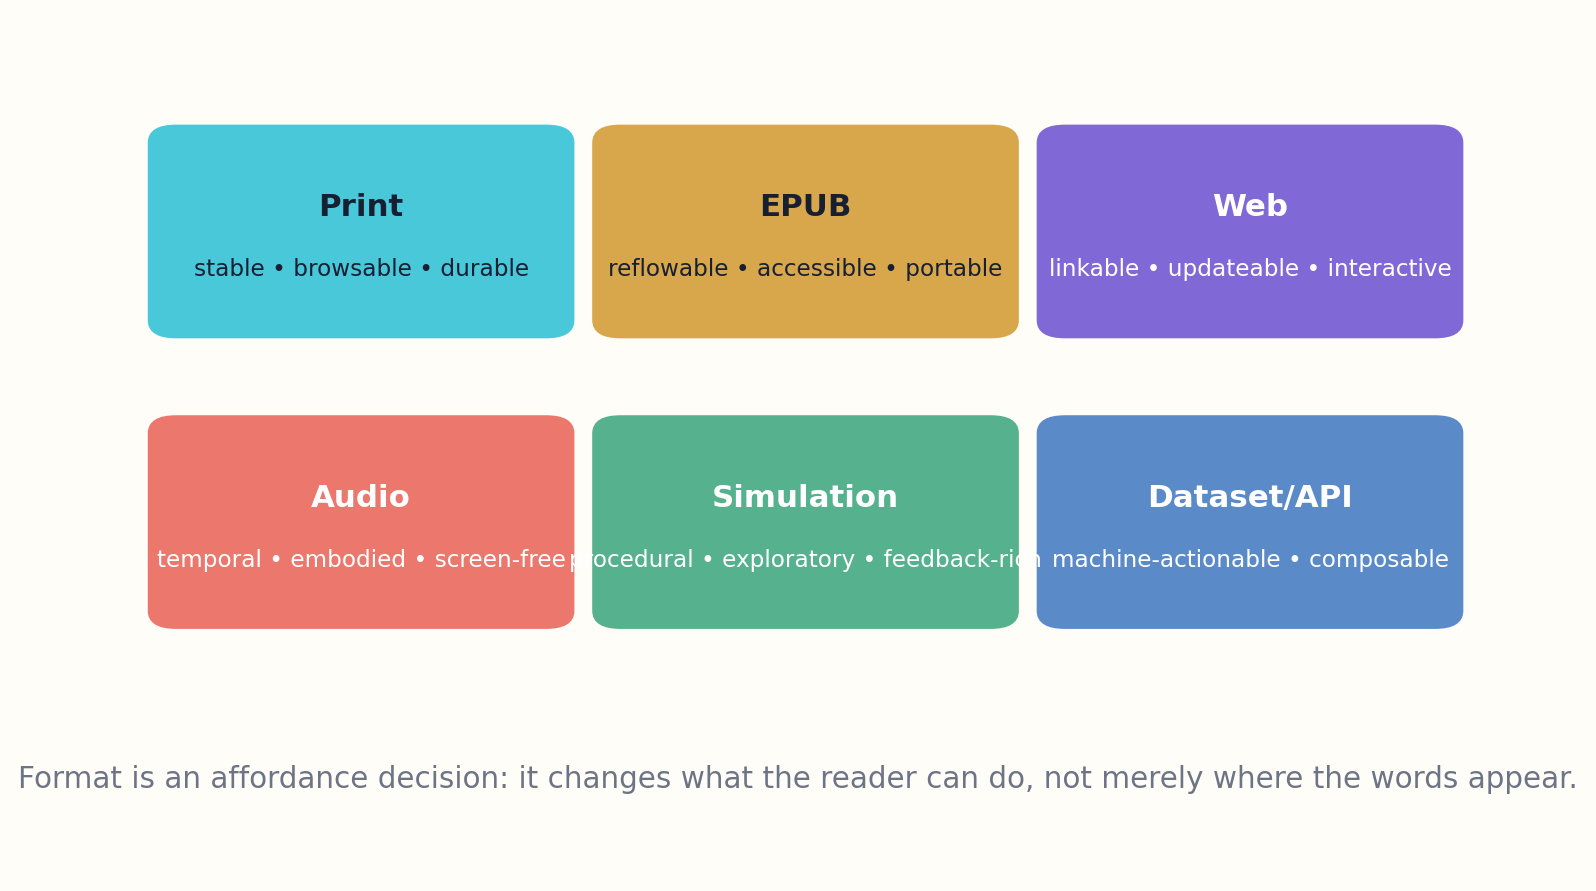 Print
stable • browsable • durable
EPUB
reflowable • accessible • portable
Web
linkable • updateable • interactive
Audio
temporal • embodied • screen-free
Simulation
procedural • exploratory • feedback-rich
Dataset/API
machine-actionable • composable
Format is an affordance decision: it changes what the reader can do, not merely where the words appear.